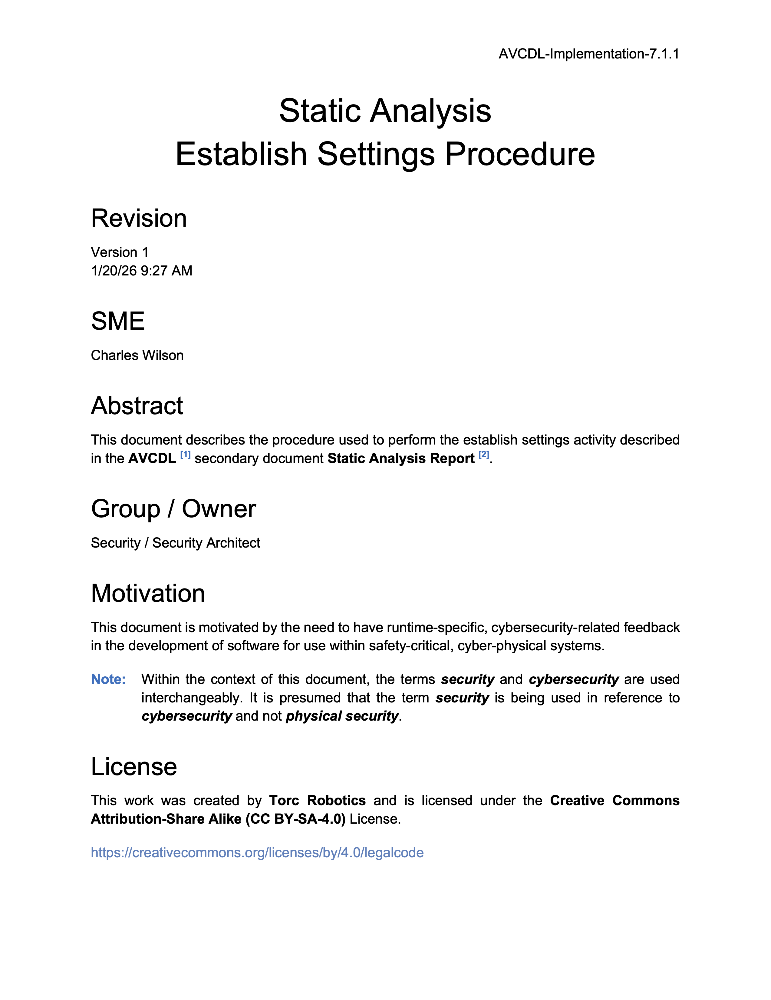 AVCDL-Implementation-7.1.1
Static Analysis
Establish Settings Procedure
Revision
Version 1
1/20/26 9:27 AM
SME
Charles Wilson
Abstract
This document describes the procedure used to perform the establish settings activity described
in the AVCDL [1] secondary document Static Analysis Report [2].
Group / Owner
Security / Security Architect
Motivation
This document is motivated by the need to have runtime-specific, cybersecurity-related feedback
in the development of software for use within safety-critical, cyber-physical systems.
Note: Within the context of this document, the terms security and cybersecurity are used
interchangeably. It is presumed that the term security is being used in reference to
cybersecurity and not physical security.
License
This work was created by Torc Robotics and is licensed under the Creative Commons
Attribution-Share Alike (CC BY-SA-4.0) License.
https://creativecommons.org/licenses/by/4.0/legalcode